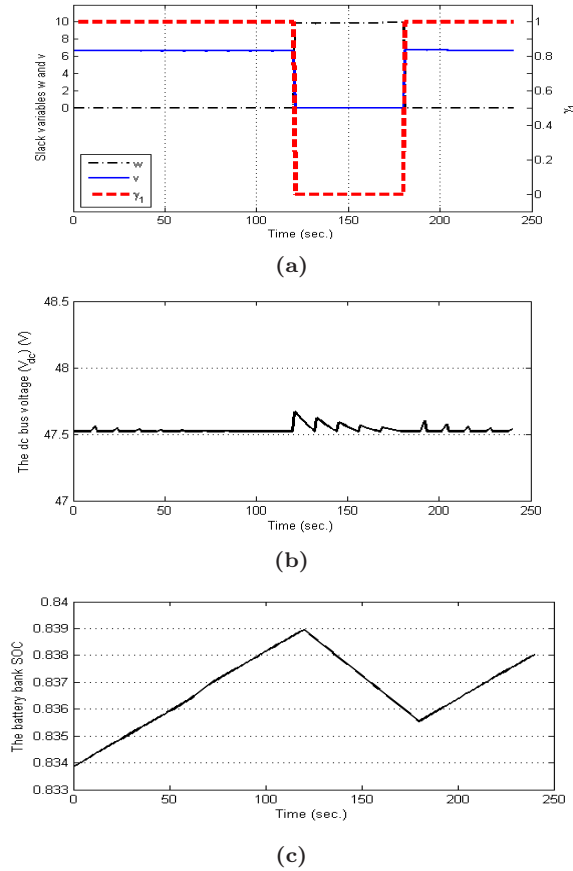 10
8
6
4
2
0
Slack variables w and v
1
0.8
0.6
0.4
0.2
0
γ1
w
v
γ1
0 50 100 150 200 250
Time (sec.)
(a)
48.5
48
47.5
47
The dc bus voltage (Vdc) (V)
0 50 100 150 200 250
Time (sec.)
(b)
0.84
0.839
0.838
0.837
0.836
0.835
0.834
0.833
The battery bank SOC
0 50 100 150 200 250
Time (sec.)
(c)